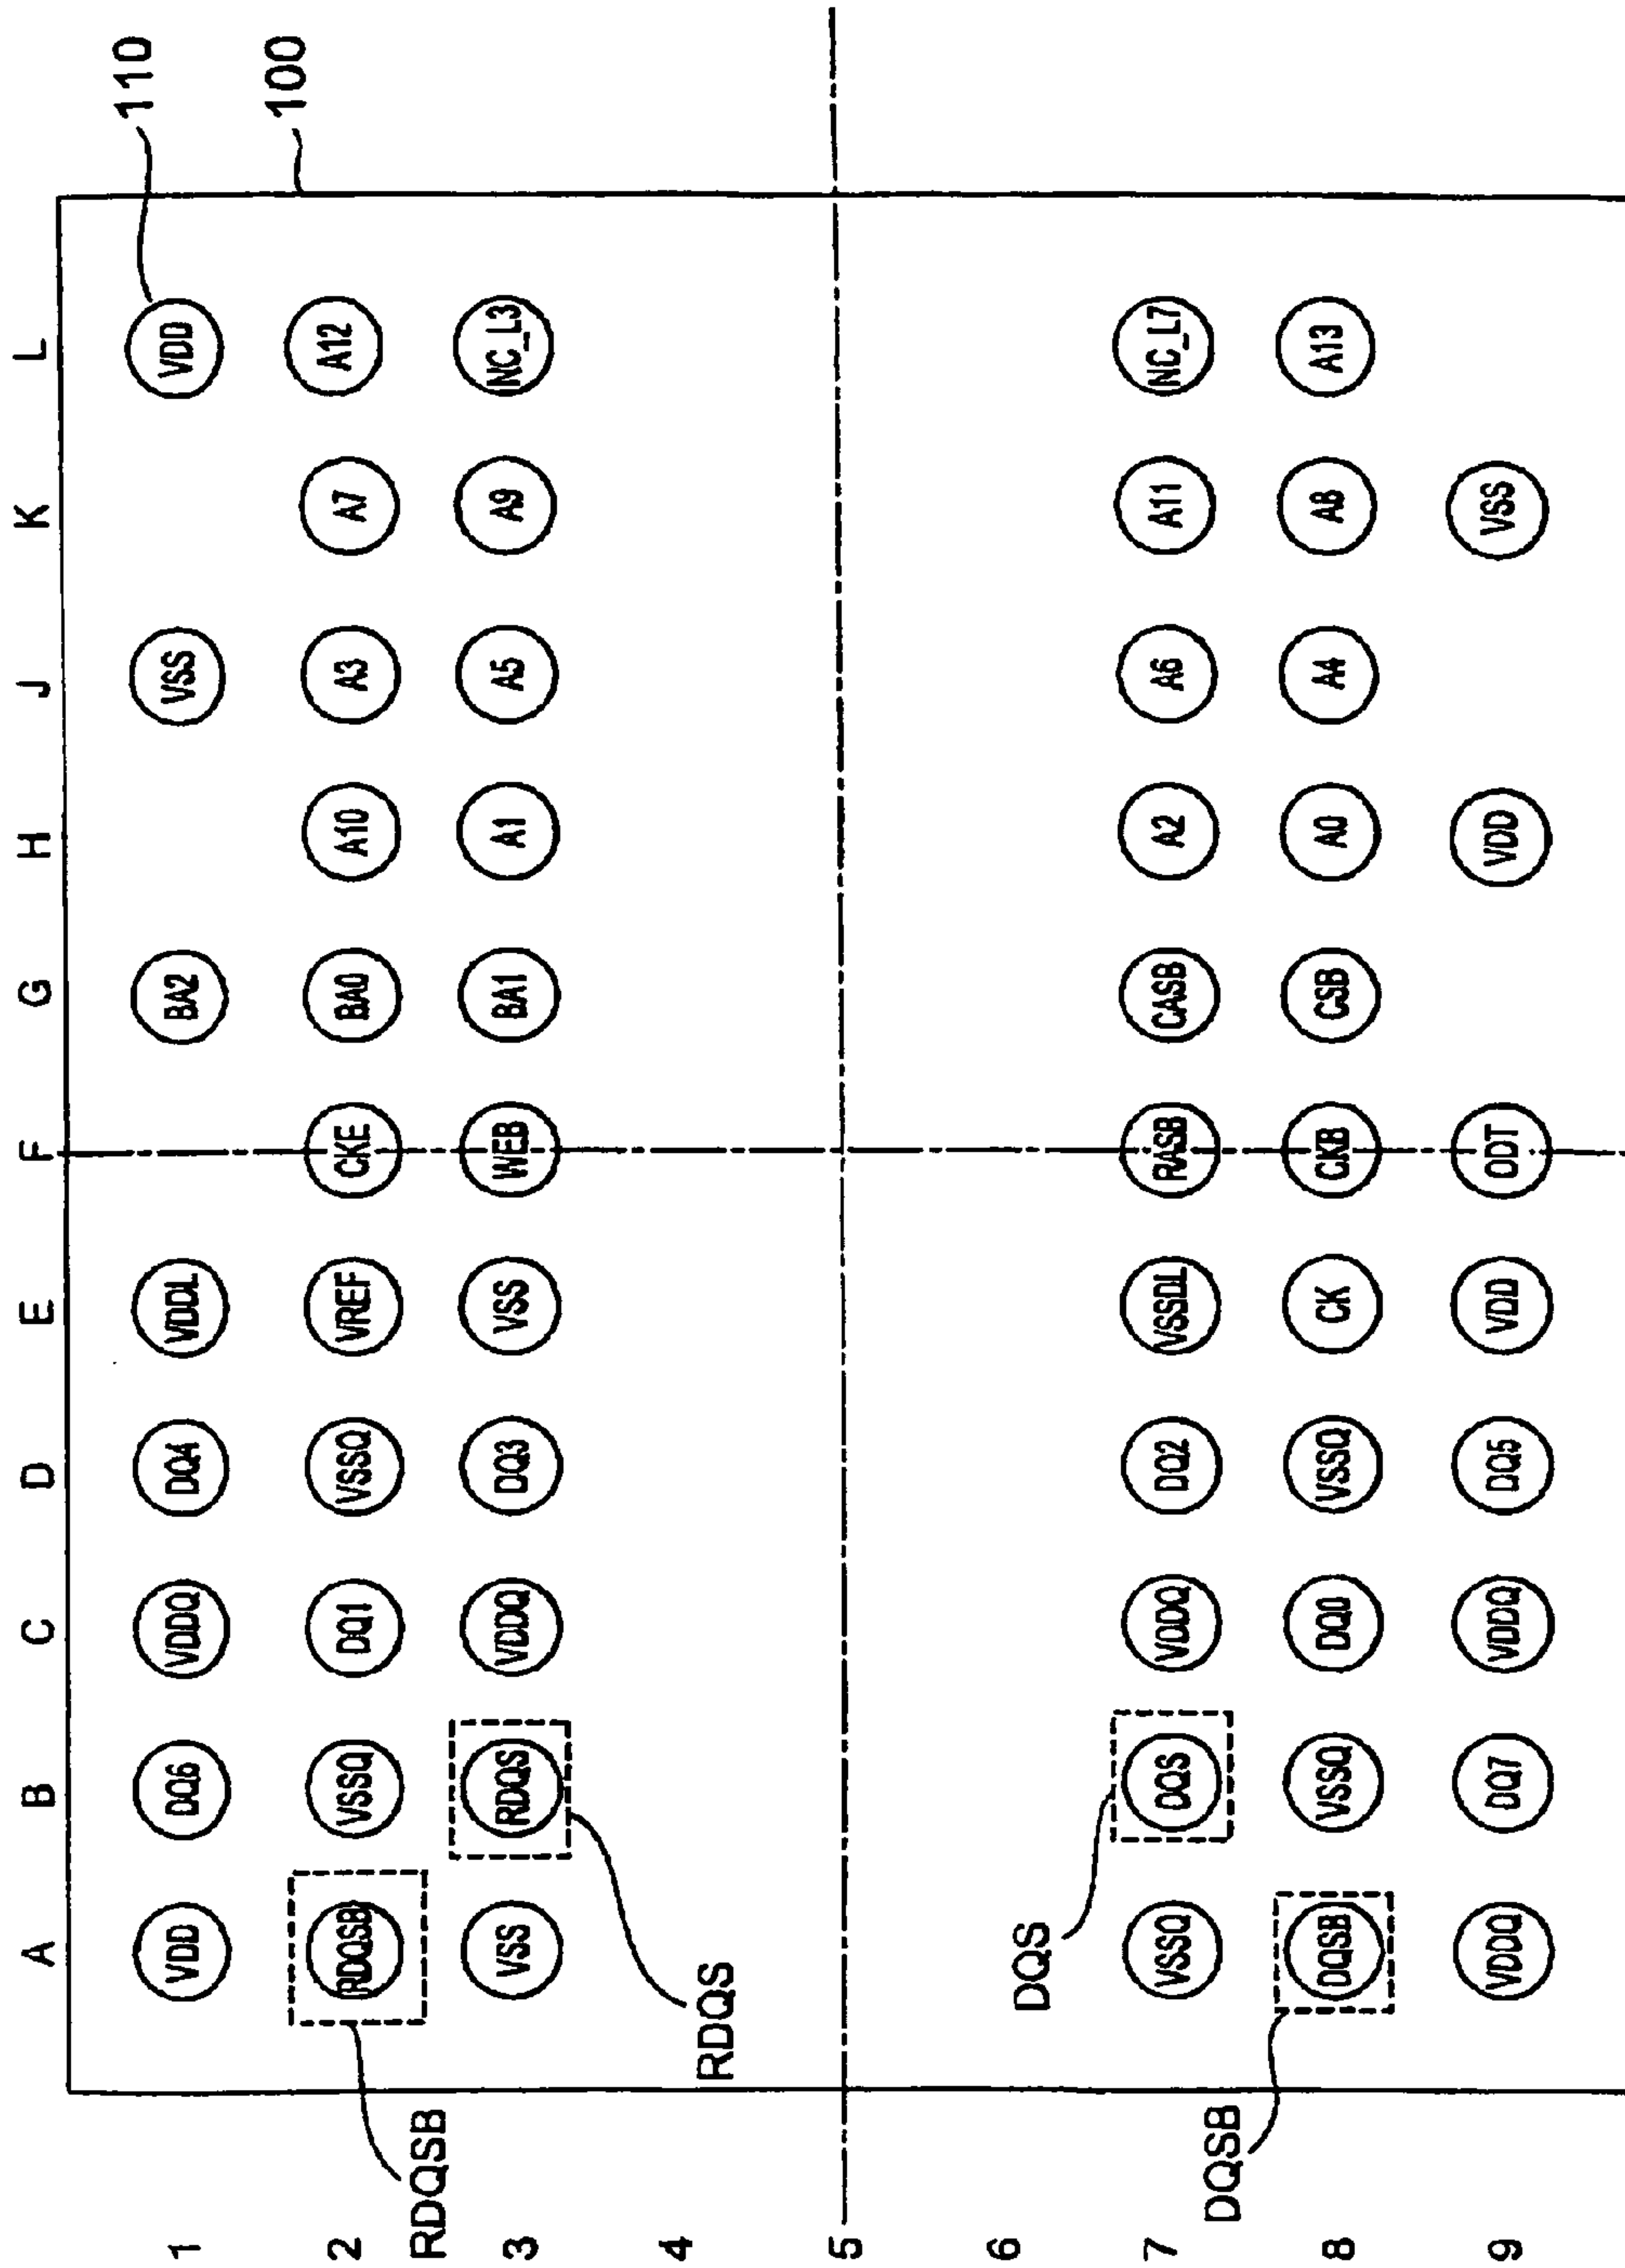 110
100
A B C D E F G H J K L
1 VDD DQ6 VDDQ DQ4 VDDL BA2 VSS VDD
2 RDQSB VSSQ DQ1 VSSQ VREF CKE BA0 A10 A3 A7 A12
RDQSB
3 VSS RDQS VDDQ DQ3 VSS WEB BA1 A1 A5 A9 NC_L3
4
RDQS
5
6
DQS
7 VSSQ DQS VDDQ DQ2 VSSDL RASB CASB A2 A6 A11 NC_L7
DQSB
8 DQSB VSSQ DQ0 VSSQ CK CKB CSB A0 A4 A8 A13
9 VDDQ DQ7 VDDQ DQ5 VDD ODT VDD VSS